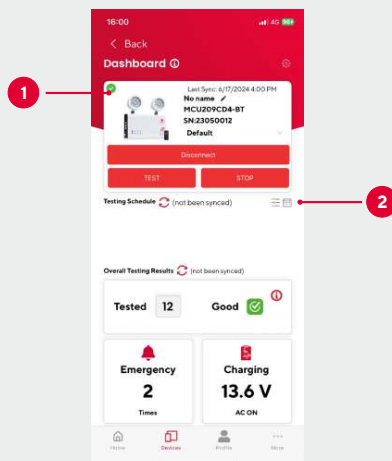 16:00
4G
< Back
Dashboard
Last Sync: 6/17/2024 4:00 PM
No name
MCU209CD4-BT
SN:23050012
Default
1
Disconnect
TEST STOP
Testing Schedule (not been synced)
2
Overall Testing Results (not been synced)
Tested 12 Good
Emergency Charging
2 13.6 V
Times AC ON
Home Devices Profile More